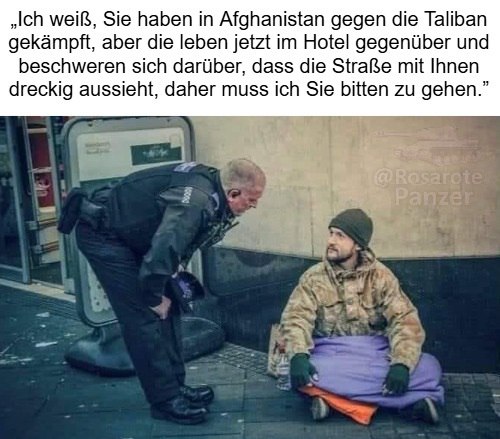 „Ich weiß, Sie haben in Afghanistan gegen die Taliban
gekämpft, aber die leben jetzt im Hotel gegenüber und
beschweren sich darüber, dass die Straße mit Ihnen
dreckig aussieht, daher muss ich Sie bitten zu gehen.”
@Rosarote
Panzer